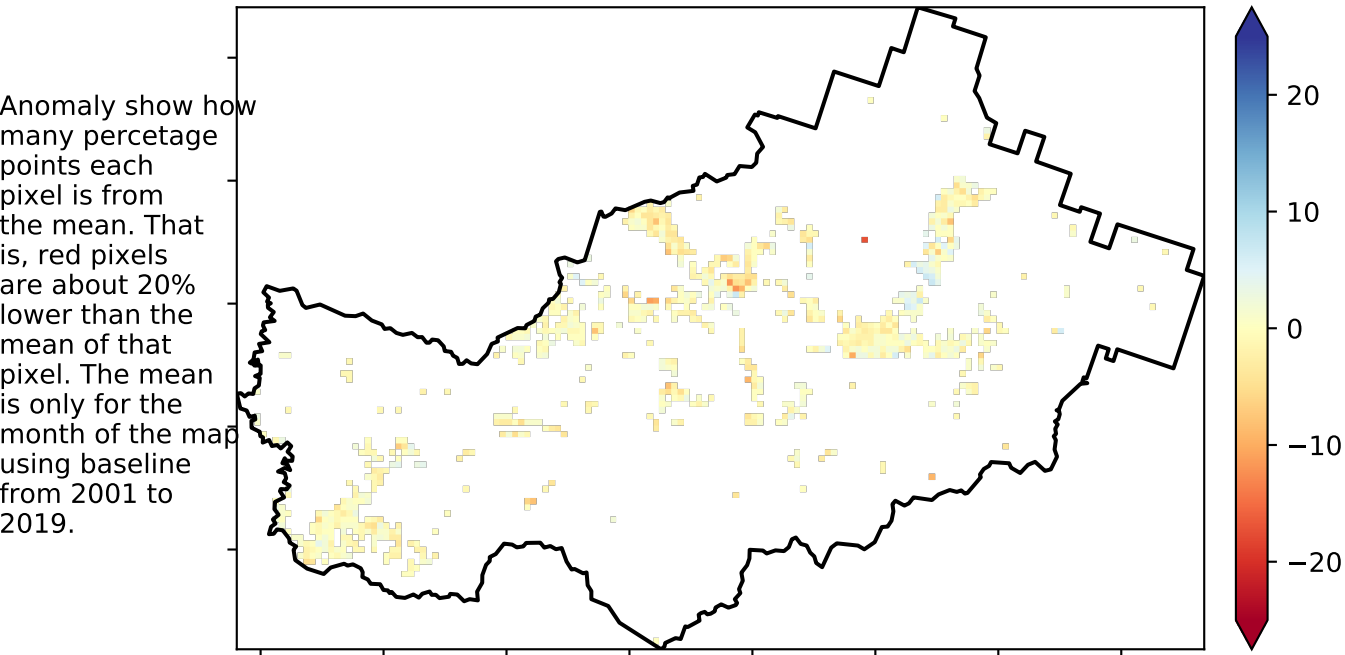 Anomaly show how
many percetage
points each
pixel is from
the mean. That
is, red pixels
are about 20%
lower than the
mean of that
pixel. The mean
is only for the
month of the map
using baseline
from 2001 to
2019.
20
10
0
−10
−20